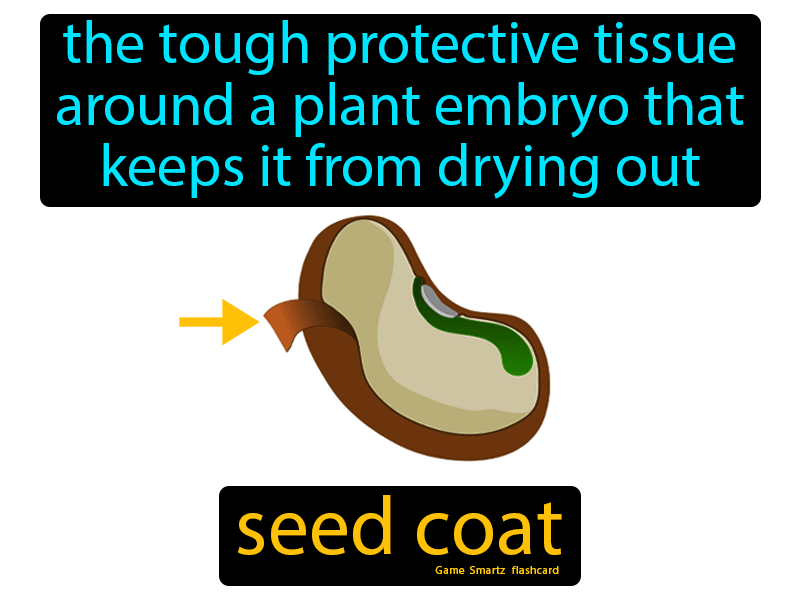 the tough protective tissue
around a plant embryo that
keeps it from drying out
seed coat
Game Smartz flashcard